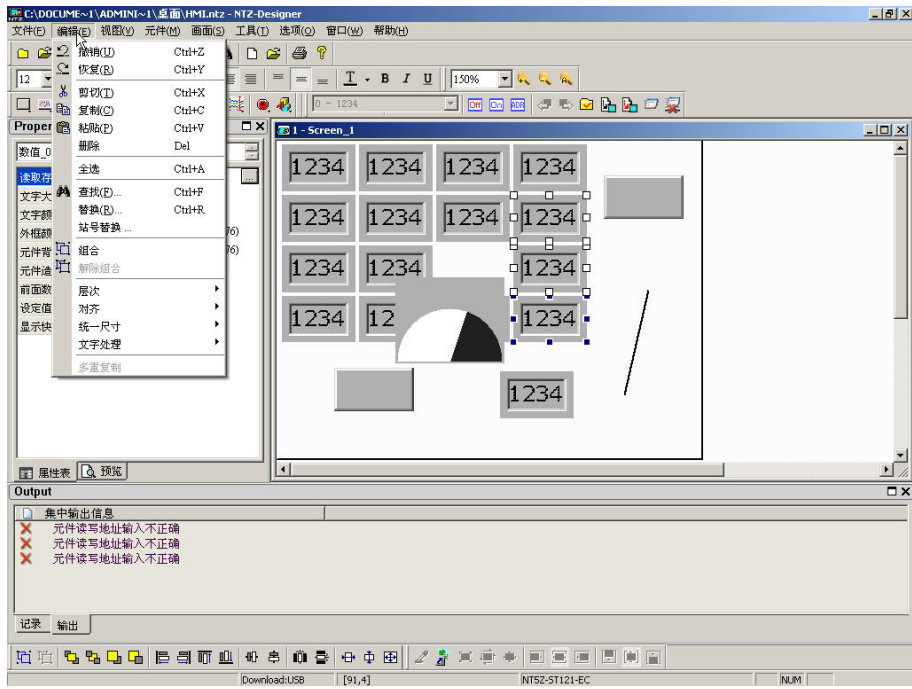 C:\DOCUME~1\ADMINI~1\桌面\HMI.ntz - NTZ-Designer
文件(F) 编辑(E) 视图(V) 元件(M) 画面(S) 工具(T) 选项(O) 窗口(W) 帮助(H)
撤销(U) Ctrl+Z
恢复(R) Ctrl+Y
剪切(T) Ctrl+X
复制(C) Ctrl+C
粘贴(P) Ctrl+V
删除 Del
全选 Ctrl+A
查找(F)... Ctrl+F
替换(R)... Ctrl+R
站号替换 ...
组合
解除组合
层次
对齐
统一尺寸
文字处理
多重复制
12
B I U 150%
0 - 1234
Off On ADR
Proper
数值_0
读取存
文字大
文字颜
外框颜 76)
元件背 76)
元件造
前面数
设定值
显示快
属性表 预览
1 - Screen_1
1234 1234 1234 1234
1234 1234 1234 1234
1234 1234 1234
1234 12 1234
1234
Output
集中输出信息
元件读写地址输入不正确
元件读写地址输入不正确
元件读写地址输入不正确
记录 输出
Download:USB [91,4] NT5Z-ST121-EC NUM